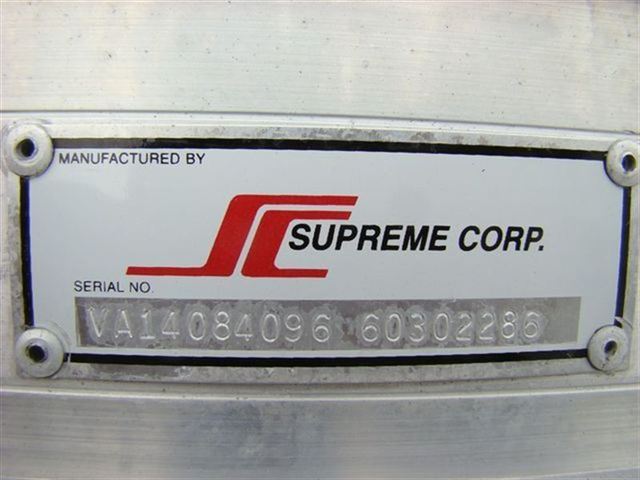 MANUFACTURED BY
SUPREME CORP.
SERIAL NO.
VA14084096 60302286